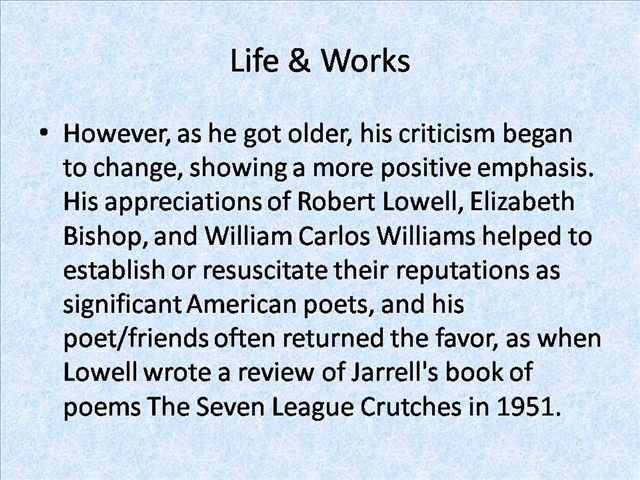 Life & Works
• However, as he got older, his criticism began
to change, showing a more positive emphasis.
His appreciations of Robert Lowell, Elizabeth
Bishop, and William Carlos Williams helped to
establish or resuscitate their reputations as
significant American poets, and his
poet/friends often returned the favor, as when
Lowell wrote a review of Jarrell's book of
poems The Seven League Crutches in 1951.